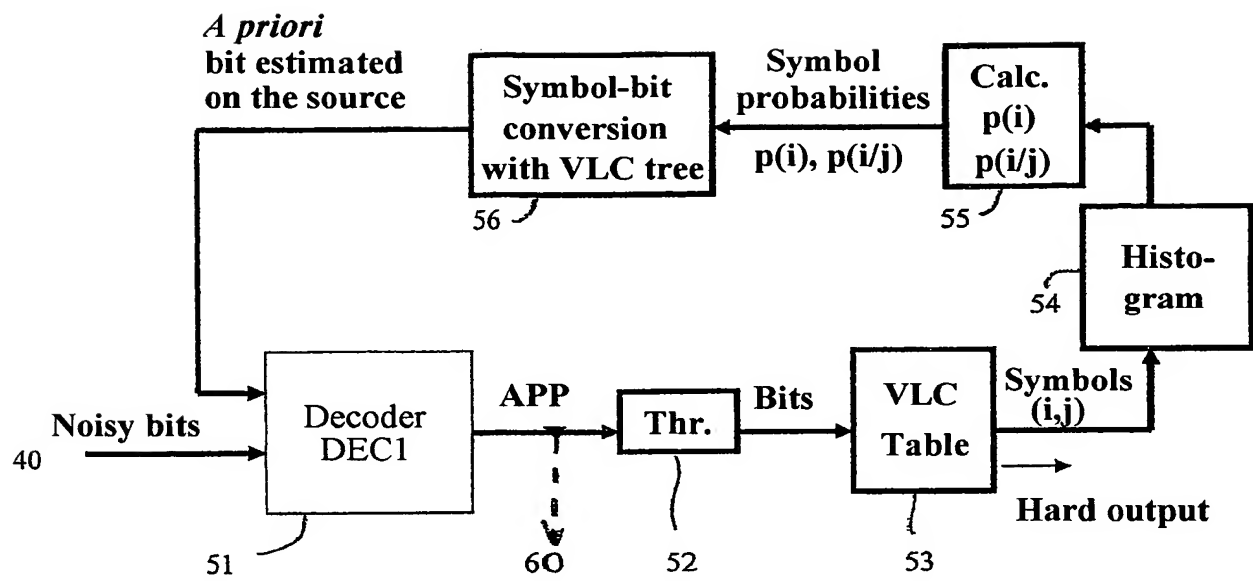 A priori
bit estimated
on the source
Symbol-bit
conversion
with VLC tree
56
Symbol
probabilities
p(i), p(i/j)
Calc.
p(i)
p(i/j)
55
Histo-
gram
54
Noisy bits
40
Decoder
DEC1
51
APP
60
Thr.
52
Bits
VLC
Table
53
Symbols
(i,j)
Hard output